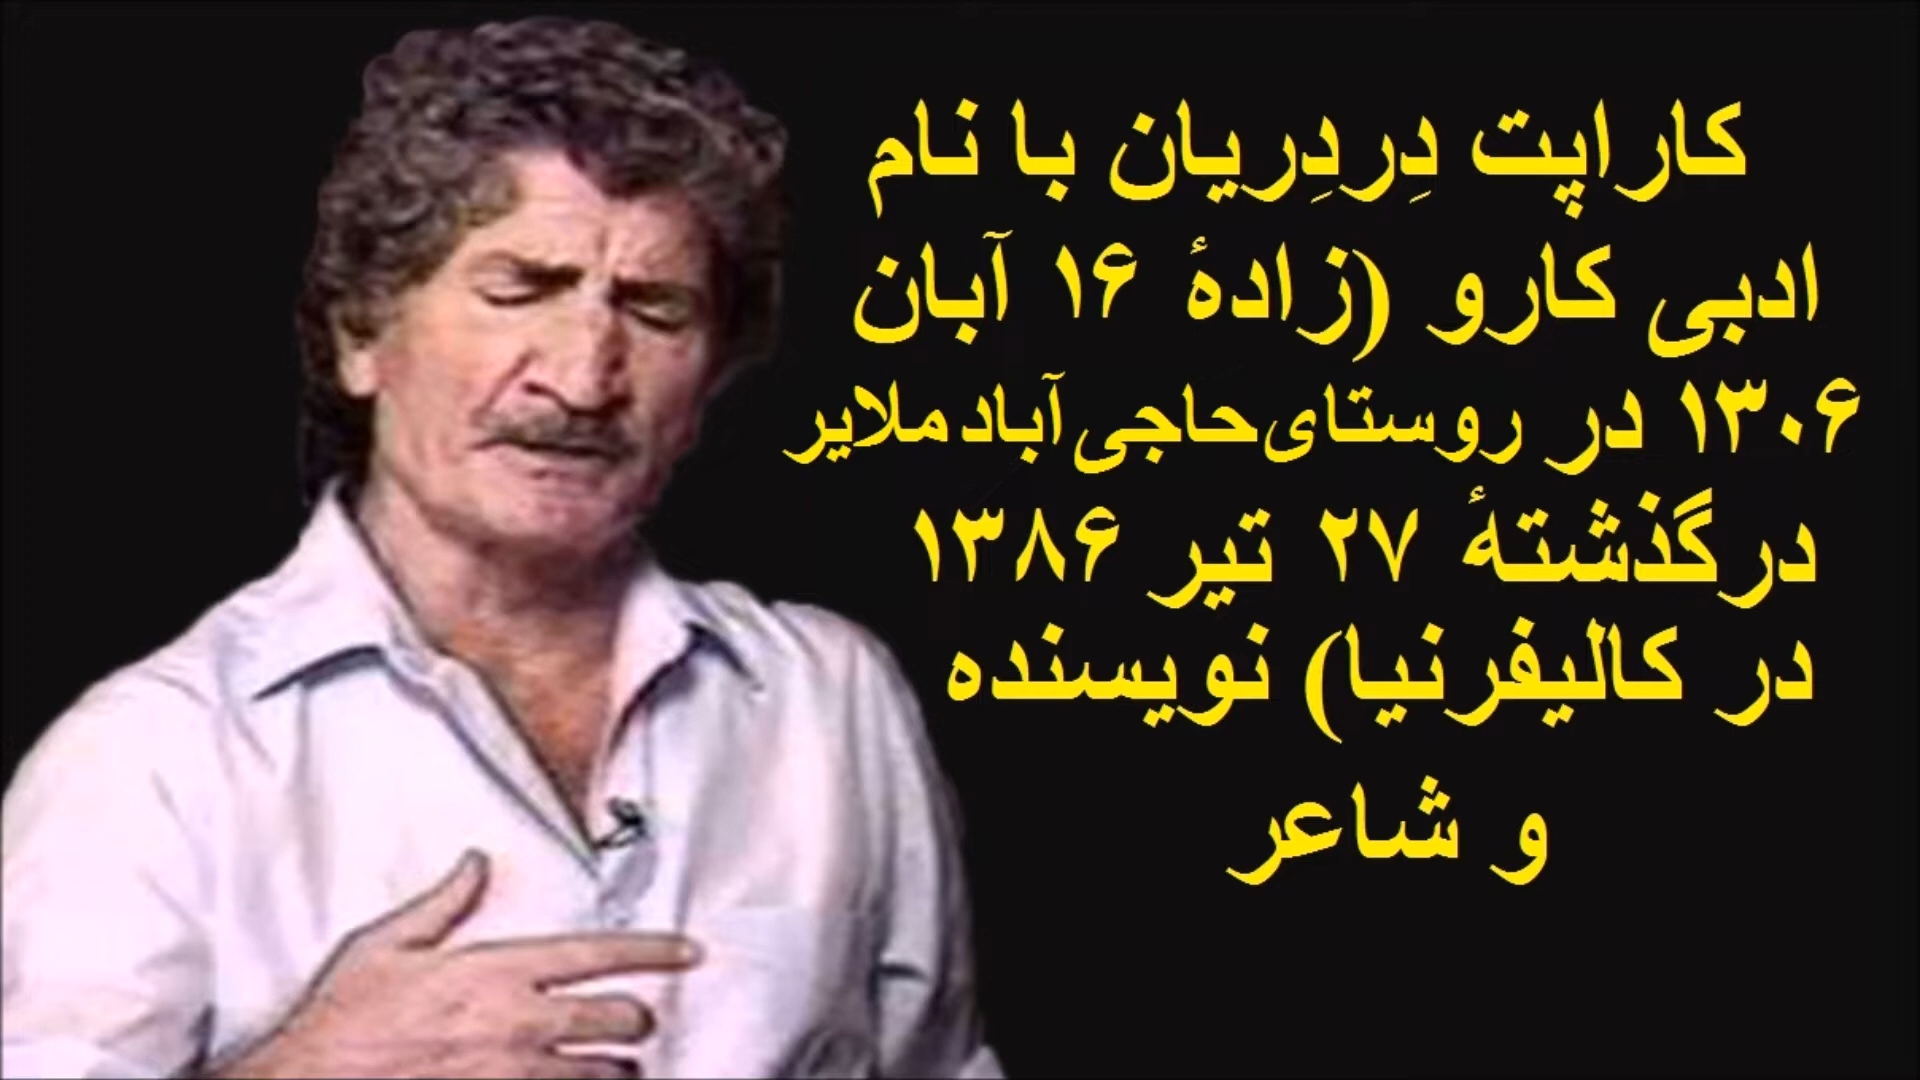 کاراپت دِردِریان با نام
ادبی کارو (زادهٔ ۱۶ آبان
۱۳۰۶ در روستای حاجی آباد ملایر
درگذشتهٔ ۲۷ تیر ۱۳۸۶
در کالیفرنیا) نویسنده
و شاعر